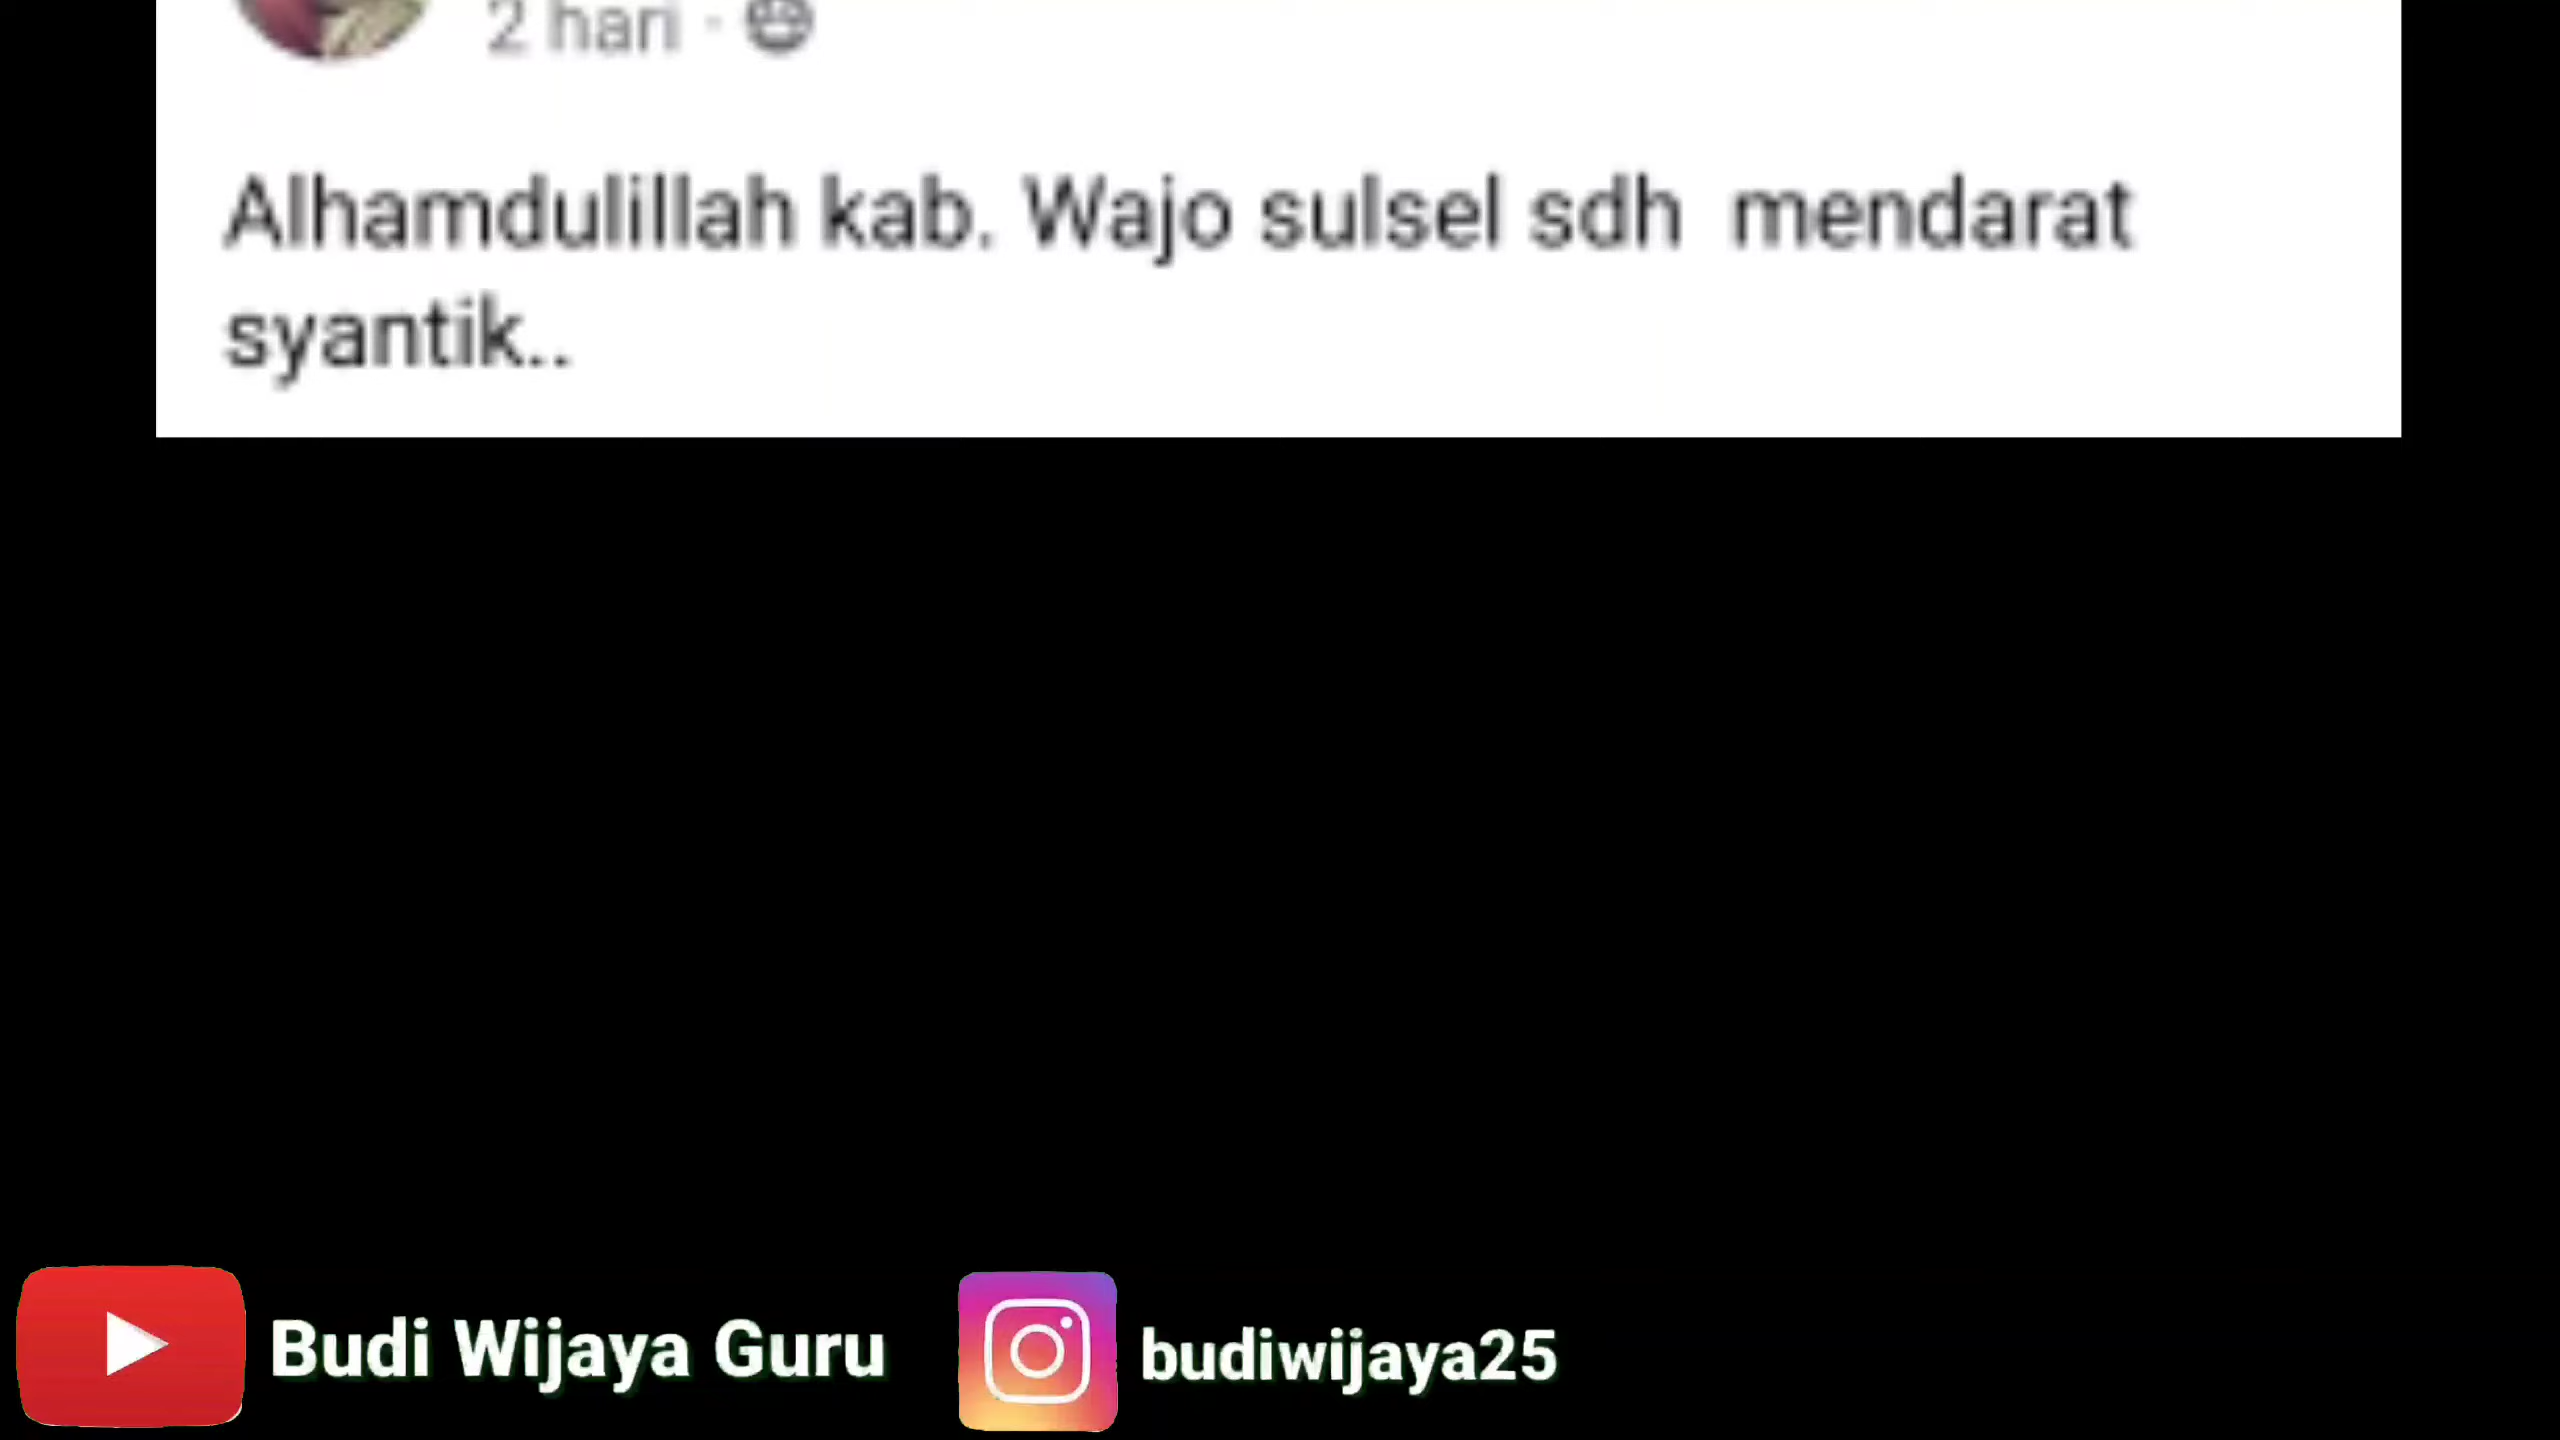 2 hari ·
Alhamdulillah kab. Wajo sulsel sdh  mendarat
syantik..
Budi Wijaya Guru
budiwijaya25